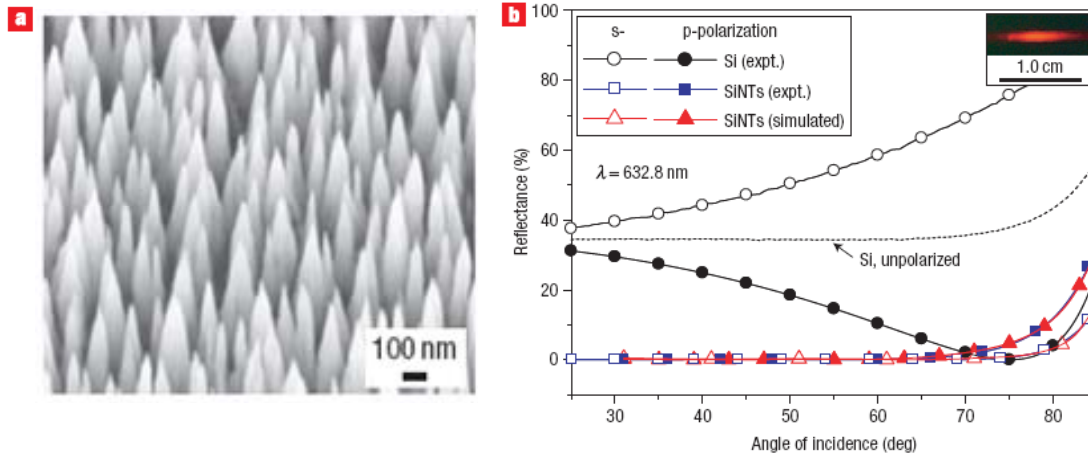 a
100 nm
b
100
80
60
40
20
0
Reflectance (%)
s- p-polarization
Si (expt.)
SiNTs (expt.)
SiNTs (simulated)
λ = 632.8 nm
1.0 cm
Si, unpolarized
30 40 50 60 70 80
Angle of incidence (deg)